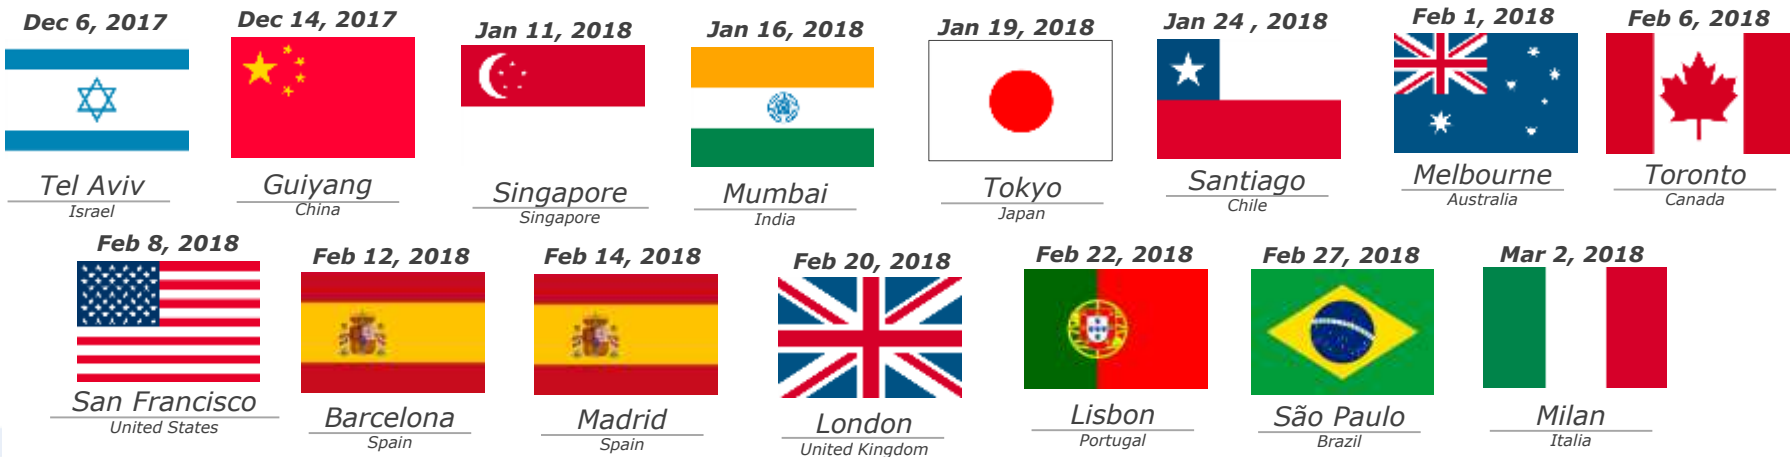 Dec 6, 2017
Dec 14, 2017
Jan 11, 2018
Jan 16, 2018
Jan 19, 2018
Jan 24 , 2018
Feb 1, 2018
Feb 6, 2018
Tel Aviv
Israel
Guiyang
China
Singapore
Singapore
Mumbai
India
Tokyo
Japan
Santiago
Chile
Melbourne
Australia
Toronto
Canada
Feb 8, 2018
Feb 12, 2018
Feb 14, 2018
Feb 20, 2018
Feb 22, 2018
Feb 27, 2018
Mar 2, 2018
San Francisco
United States
Barcelona
Spain
Madrid
Spain
London
United Kingdom
Lisbon
Portugal
São Paulo
Brazil
Milan
Italia